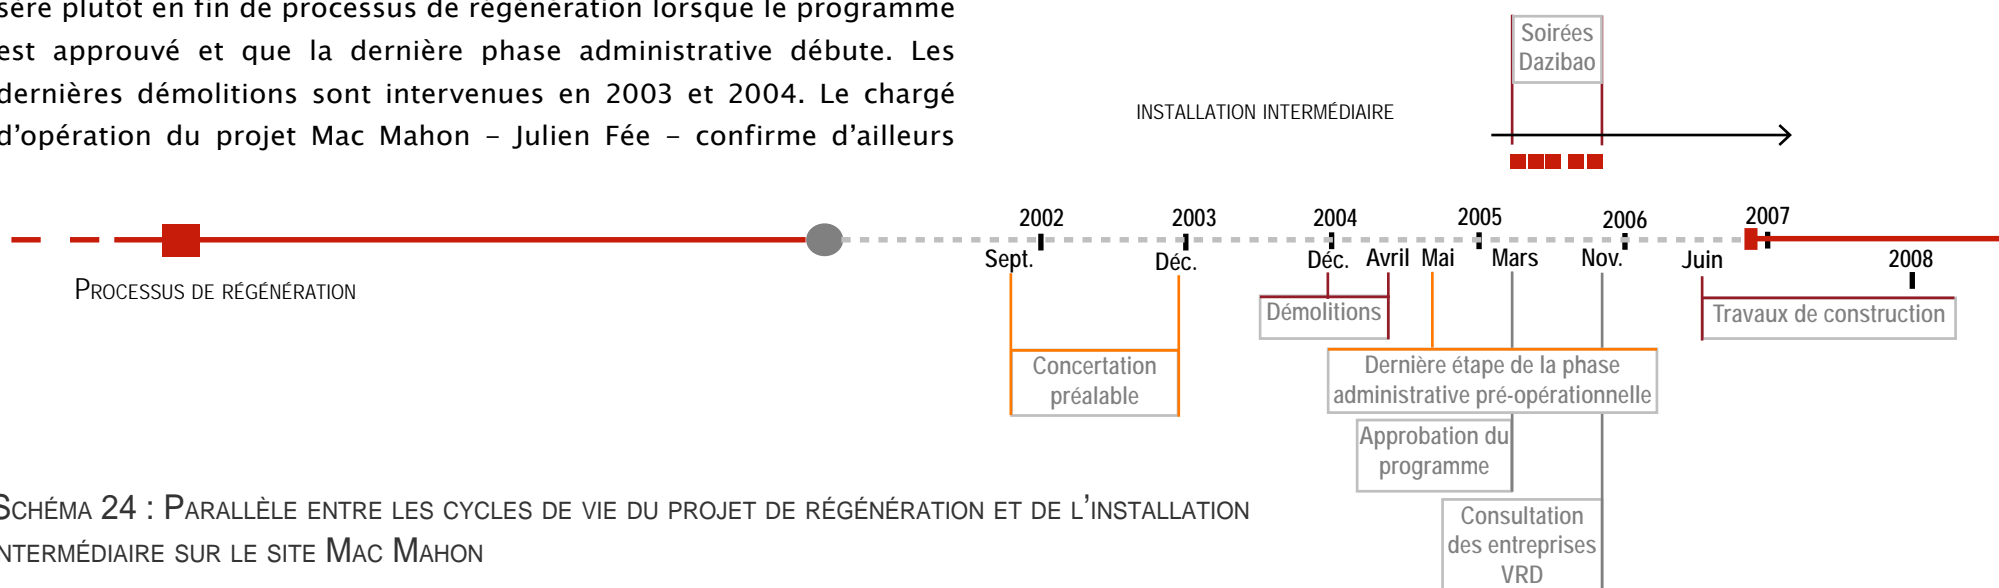 sère plutôt en fin de processus de régénération lorsque le programme
est approuvé et que la dernière phase administrative débute. Les
dernières démolitions sont intervenues en 2003 et 2004. Le chargé
d'opération du projet Mac Mahon – Julien Fée – confirme d'ailleurs
Soirées
Dazibao
INSTALLATION INTERMÉDIAIRE
2002 2003 2004 2005 2006 2007
Sept. Déc. Déc. Avril Mai Mars Nov. Juin 2008
PROCESSUS DE RÉGÉNÉRATION
Démolitions
Travaux de construction
Concertation
préalable
Dernière étape de la phase
administrative pré-opérationnelle
Approbation du
programme
Consultation
des entreprises
VRD
SCHÉMA 24 : PARALLÈLE ENTRE LES CYCLES DE VIE DU PROJET DE RÉGÉNÉRATION ET DE L'INSTALLATION
INTERMÉDIAIRE SUR LE SITE MAC MAHON